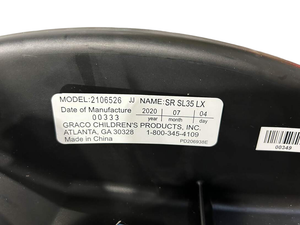 MODEL:2106526 JJ NAME:SR SL35 LX
Date of Manufacture 2020 07 04
00333 year month day
GRACO CHILDREN'S PRODUCTS, INC.
ATLANTA, GA 30328 1-800-345-4109
Made in China
PD206936E
00349